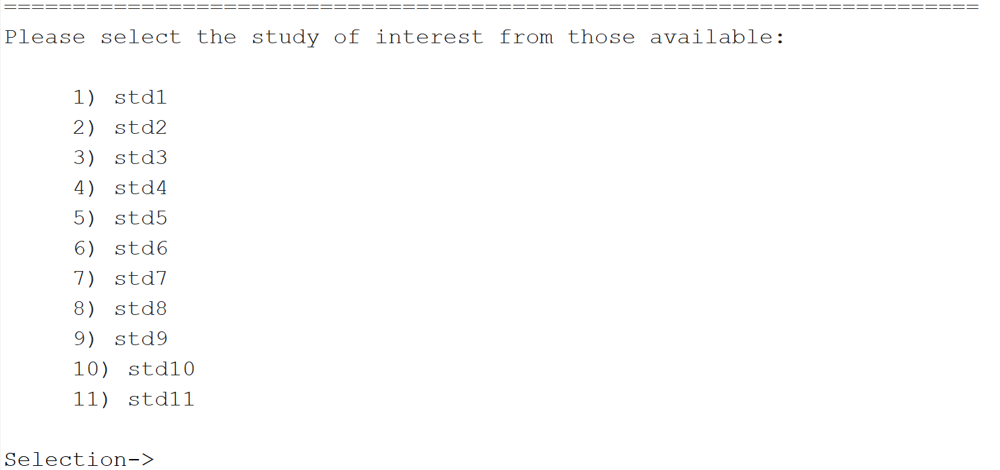 =======================================================================
Please select the study of interest from those available:
1) std1
2) std2
3) std3
4) std4
5) std5
6) std6
7) std7
8) std8
9) std9
10) std10
11) std11
Selection->